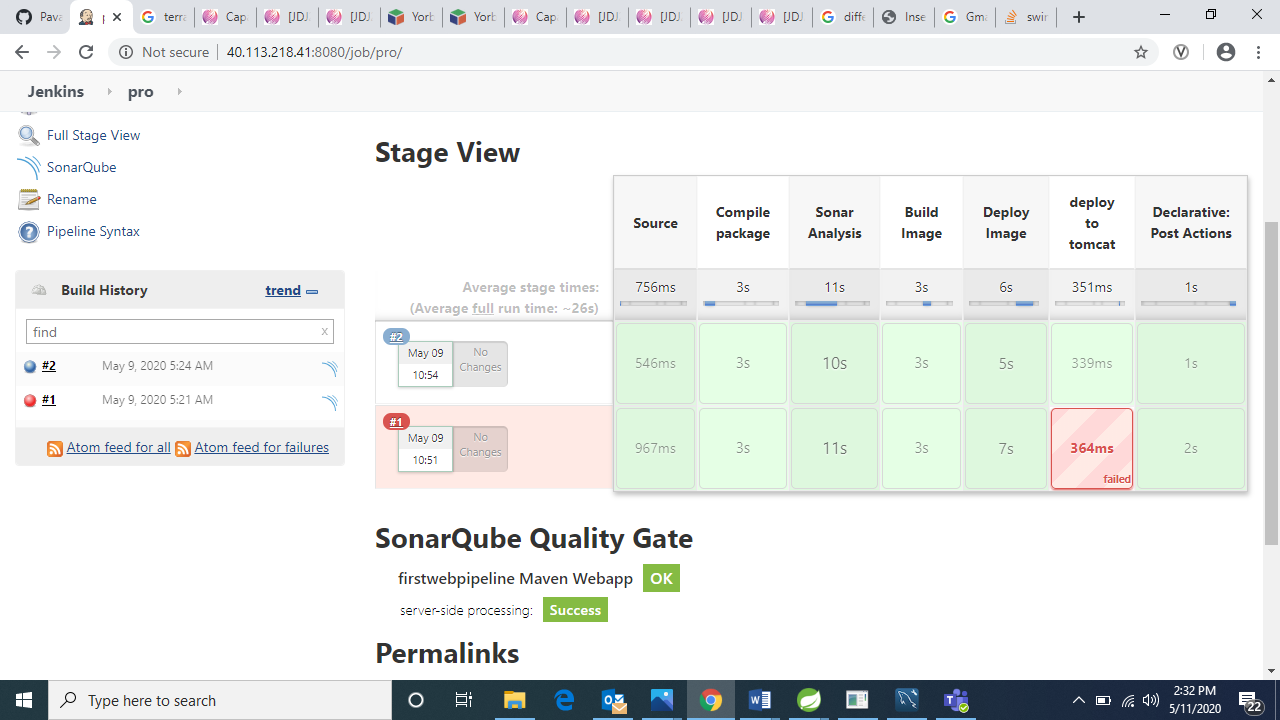 Pava
p
terra
Cap
[JDJ
[JDJ
Yorb
Yorb
Cap
[JDJ
[JDJ
[JDJ
[JDJ
diffe
Inse
Gma
swin
Not secure
40.113.218.41:8080/job/pro/
Jenkins
pro
Full Stage View
SonarQube
Rename
Pipeline Syntax
Build History
trend
find
x
#2
May 9, 2020 5:24 AM
#1
May 9, 2020 5:21 AM
Atom feed for all
Atom feed for failures
Stage View
Source
Compile
package
Sonar
Analysis
Build
Image
Deploy
Image
deploy
to
tomcat
Declarative:
Post Actions
Average stage times:
(Average full run time: ~26s)
756ms
3s
11s
3s
6s
351ms
1s
#2
May 09
10:54
No
Changes
546ms
3s
10s
3s
5s
339ms
1s
#1
May 09
10:51
No
Changes
967ms
3s
11s
3s
7s
364ms
failed
2s
SonarQube Quality Gate
firstwebpipeline Maven Webapp
OK
server-side processing:
Success
Permalinks
Type here to search
2:32 PM
5/11/2020
22